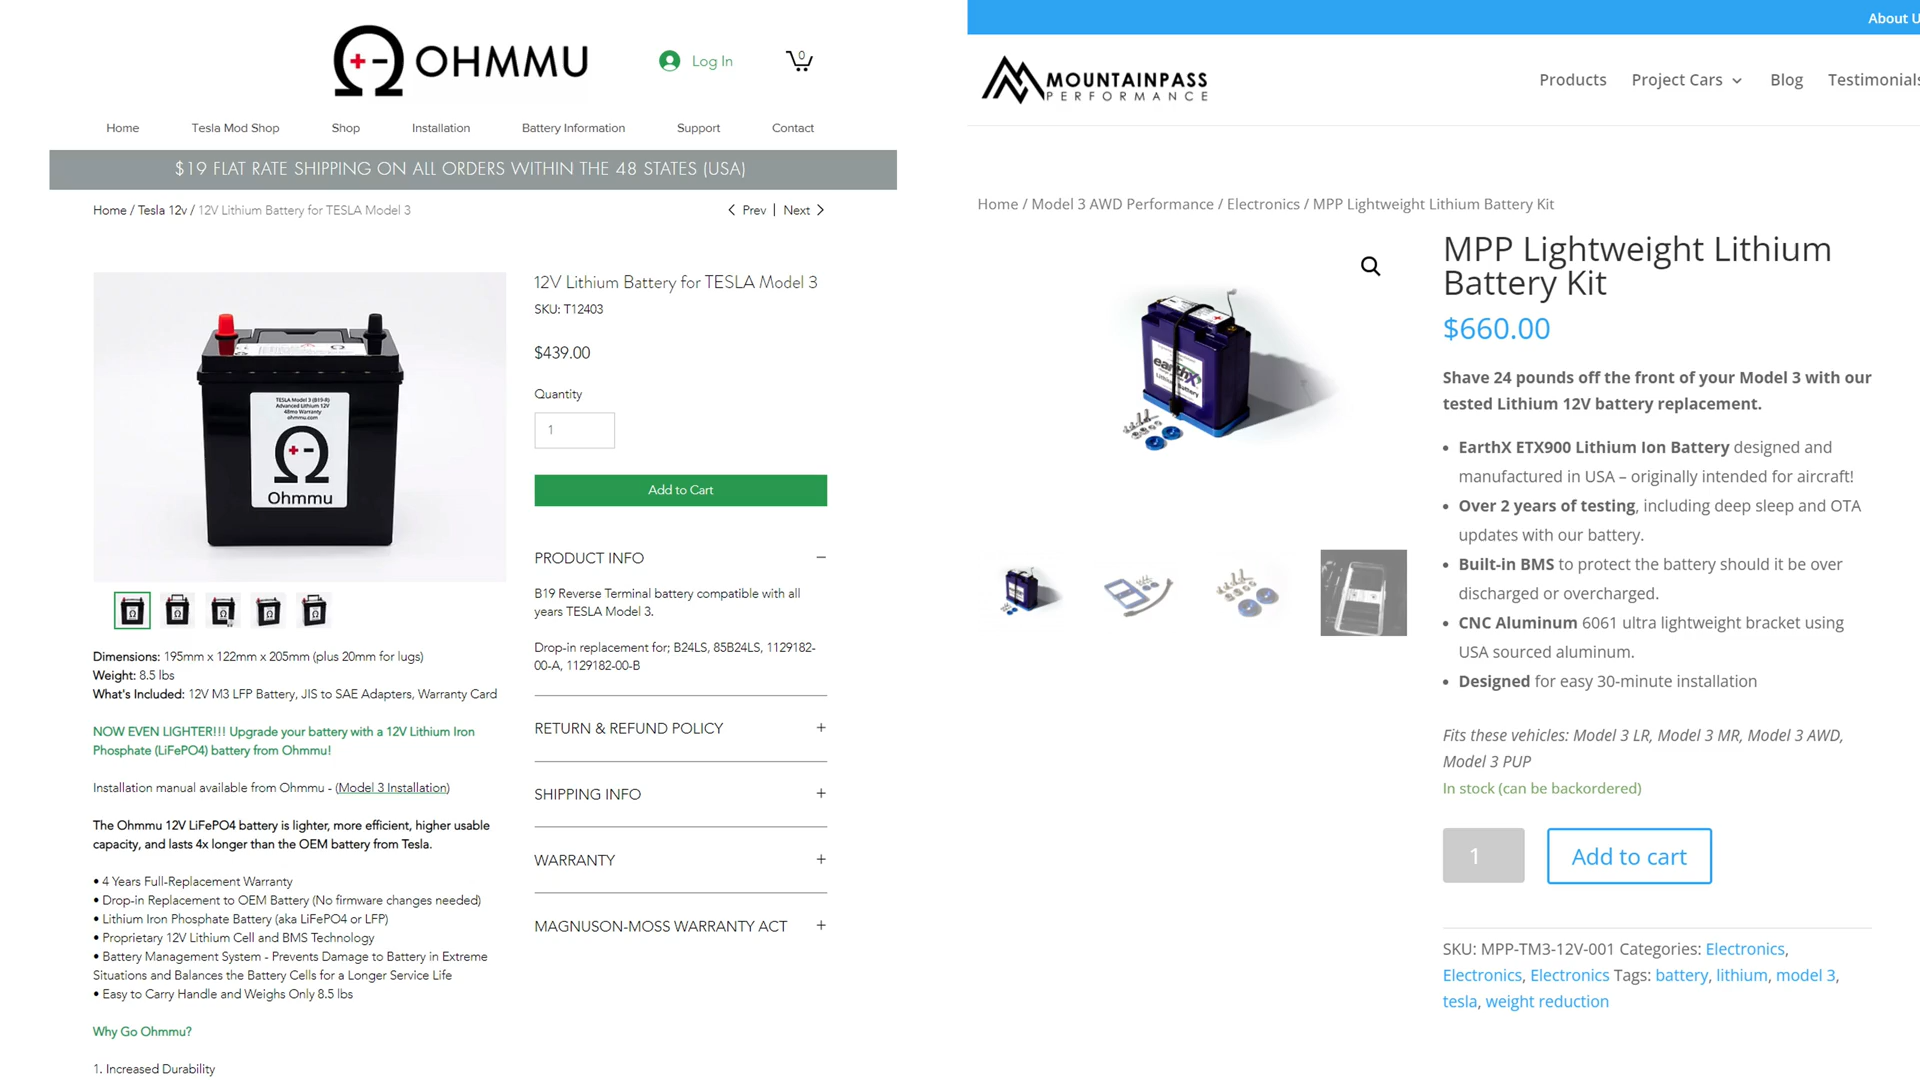 OHMMU
Log In
0
Home
Tesla Mod Shop
Shop
Installation
Battery Information
Support
Contact
$19 FLAT RATE SHIPPING ON ALL ORDERS WITHIN THE 48 STATES (USA)
Home / Tesla 12v / 12V Lithium Battery for TESLA Model 3
Prev | Next
TESLA Model 3 (B19-R)
Advanced Lithium 12V
48mo Warranty
ohmmu.com
Ohmmu
Dimensions: 195mm x 122mm x 205mm (plus 20mm for lugs)
Weight: 8.5 lbs
What's Included: 12V M3 LFP Battery, JIS to SAE Adapters, Warranty Card
NOW EVEN LIGHTER!!! Upgrade your battery with a 12V Lithium Iron
Phosphate (LiFePO4) battery from Ohmmu!
Installation manual available from Ohmmu - (Model 3 Installation)
The Ohmmu 12V LiFePO4 battery is lighter, more efficient, higher usable
capacity, and lasts 4x longer than the OEM battery from Tesla.
• 4 Years Full-Replacement Warranty
• Drop-in Replacement to OEM Battery (No firmware changes needed)
• Lithium Iron Phosphate Battery (aka LiFePO4 or LFP)
• Proprietary 12V Lithium Cell and BMS Technology
• Battery Management System - Prevents Damage to Battery in Extreme
Situations and Balances the Battery Cells for a Longer Service Life
• Easy to Carry Handle and Weighs Only 8.5 lbs
Why Go Ohmmu?
1. Increased Durability
12V Lithium Battery for TESLA Model 3
SKU: T12403
$439.00
Quantity
1
Add to Cart
PRODUCT INFO
B19 Reverse Terminal battery compatible with all
years TESLA Model 3.
Drop-in replacement for; B24LS, 85B24LS, 1129182-
00-A, 1129182-00-B
RETURN & REFUND POLICY
SHIPPING INFO
WARRANTY
MAGNUSON-MOSS WARRANTY ACT
About U
MOUNTAINPASS
PERFORMANCE
Products
Project Cars
Blog
Testimonials
Home / Model 3 AWD Performance / Electronics / MPP Lightweight Lithium Battery Kit
earthX
MPP Lightweight Lithium
Battery Kit
$660.00
Shave 24 pounds off the front of your Model 3 with our
tested Lithium 12V battery replacement.
• EarthX ETX900 Lithium Ion Battery designed and
manufactured in USA – originally intended for aircraft!
• Over 2 years of testing, including deep sleep and OTA
updates with our battery.
• Built-in BMS to protect the battery should it be over
discharged or overcharged.
• CNC Aluminum 6061 ultra lightweight bracket using
USA sourced aluminum.
• Designed for easy 30-minute installation
Fits these vehicles: Model 3 LR, Model 3 MR, Model 3 AWD,
Model 3 PUP
In stock (can be backordered)
1
Add to cart
SKU: MPP-TM3-12V-001 Categories: Electronics,
Electronics, Electronics Tags: battery, lithium, model 3,
tesla, weight reduction